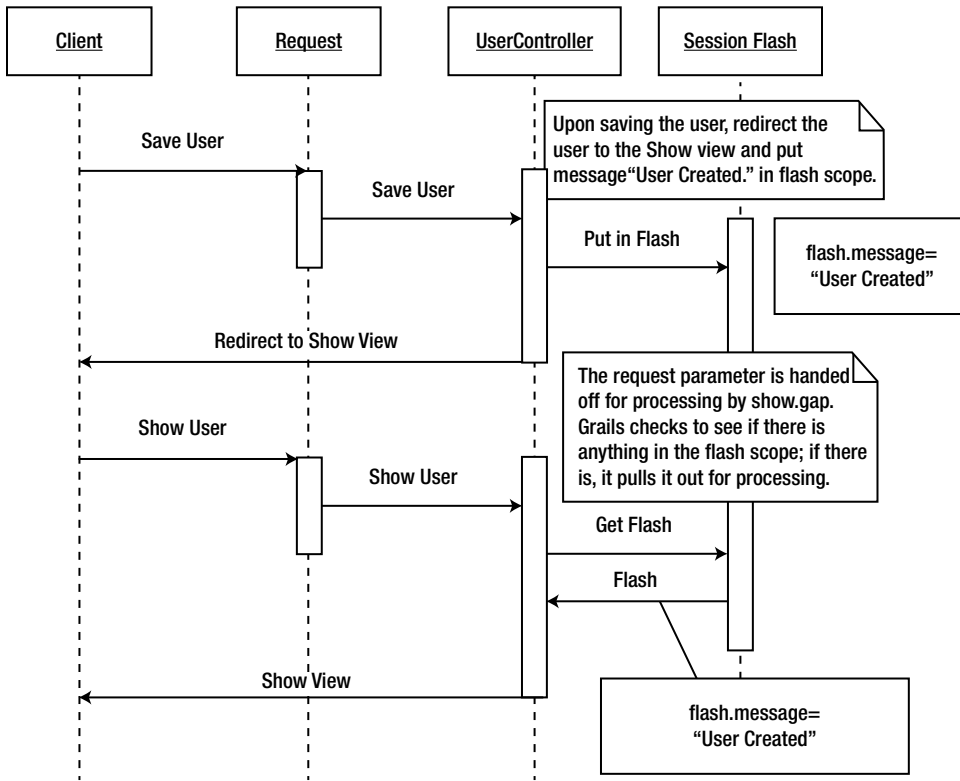 Client
Request
UserController
Session Flash
Upon saving the user, redirect the
user to the Show view and put
message“User Created.” in flash scope.
Save User
Save User
Put in Flash
flash.message=
“User Created”
Redirect to Show View
The request parameter is handed
off for processing by show.gap.
Grails checks to see if there is
anything in the flash scope; if there
is, it pulls it out for processing.
Show User
Show User
Get Flash
Flash
Show View
flash.message=
“User Created”